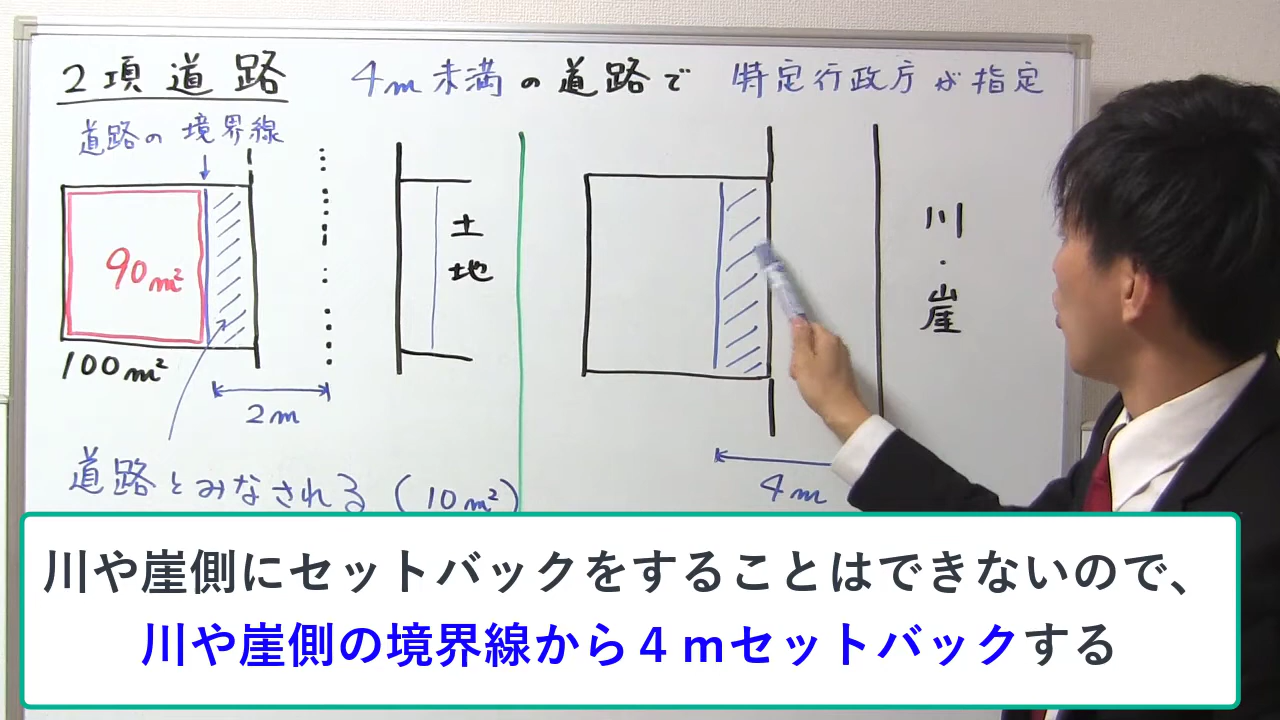 2項道路 4m未満の道路で 特定行政庁が指定
道路の境界線
90m²
100m²
2m
道路とみなされる(10m²)
土地
川・崖
4m
川や崖側にセットバックをすることはできないので、
川や崖側の境界線から４ｍセットバックする